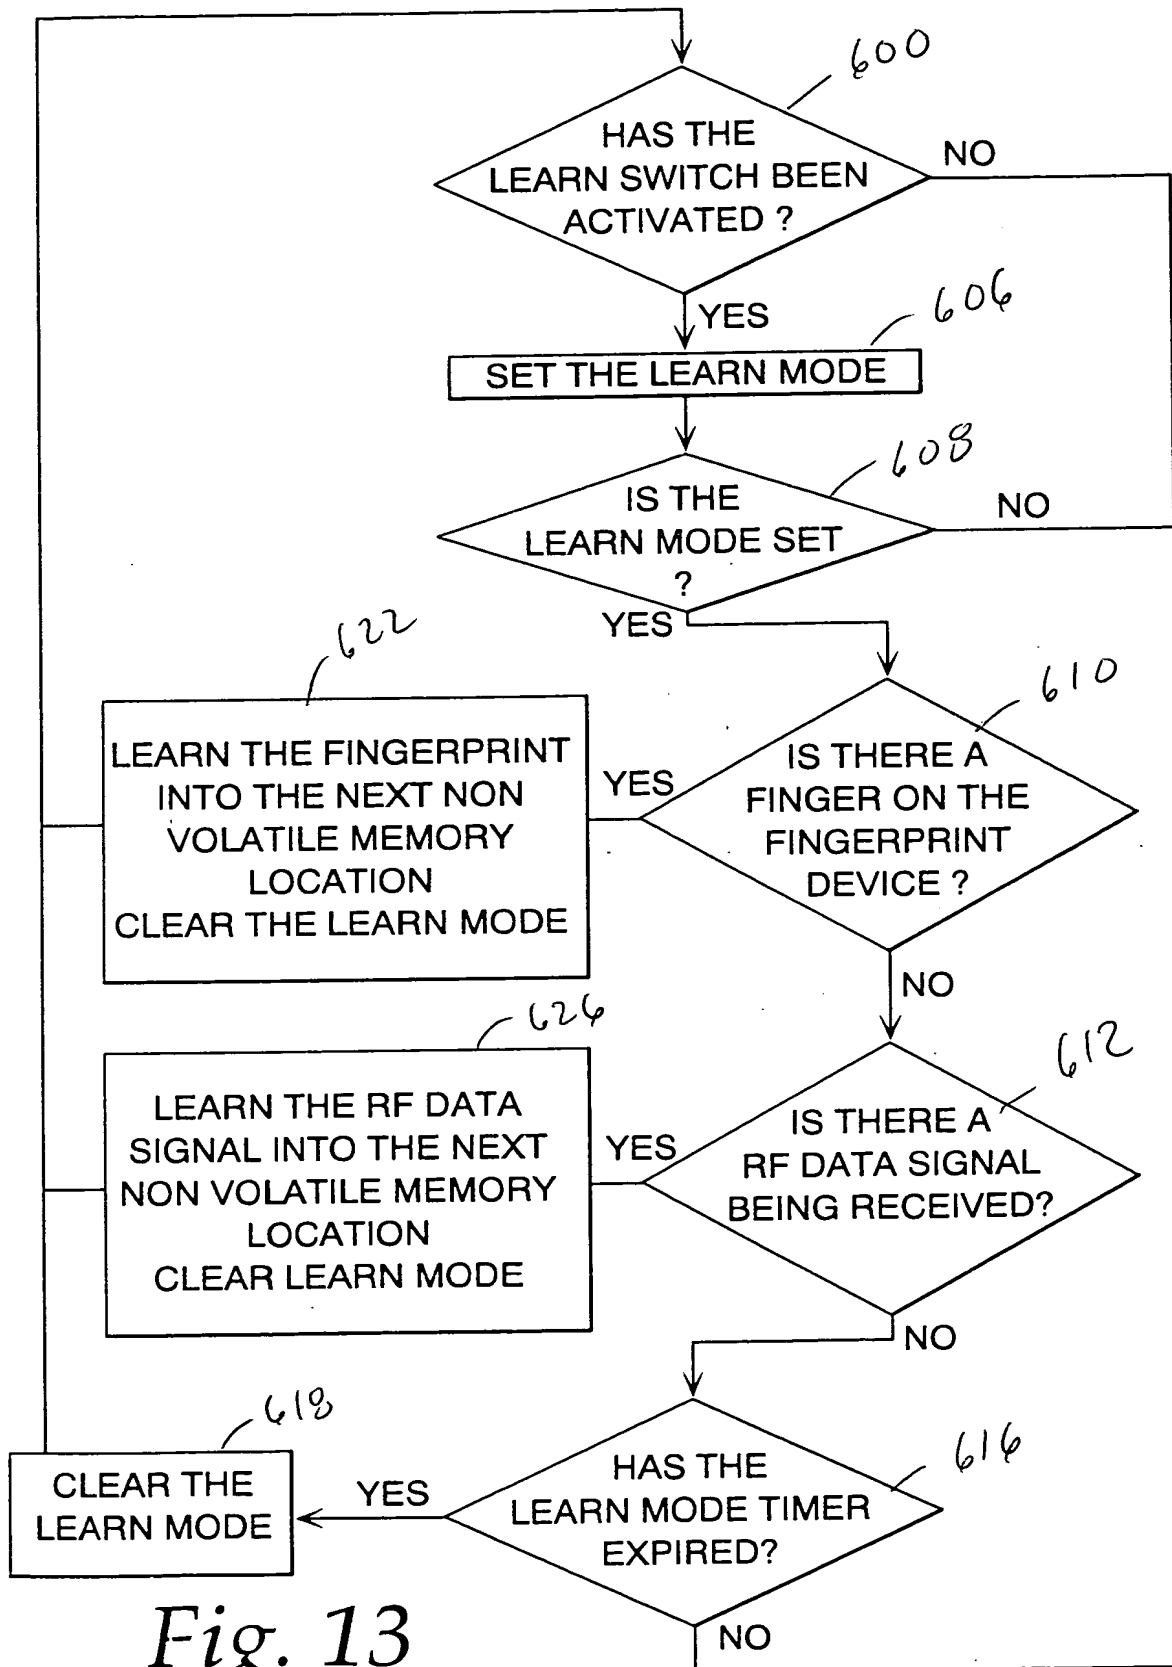 600
HAS THE
LEARN SWITCH BEEN
ACTIVATED ?
NO
YES
606
SET THE LEARN MODE
608
IS THE
LEARN MODE SET
?
NO
YES
622
LEARN THE FINGERPRINT
INTO THE NEXT NON
VOLATILE MEMORY
LOCATION
CLEAR THE LEARN MODE
YES
610
IS THERE A
FINGER ON THE
FINGERPRINT
DEVICE ?
NO
626
LEARN THE RF DATA
SIGNAL INTO THE NEXT
NON VOLATILE MEMORY
LOCATION
CLEAR LEARN MODE
YES
612
IS THERE A
RF DATA SIGNAL
BEING RECEIVED?
NO
618
CLEAR THE
LEARN MODE
YES
616
HAS THE
LEARN MODE TIMER
EXPIRED?
NO
Fig. 13